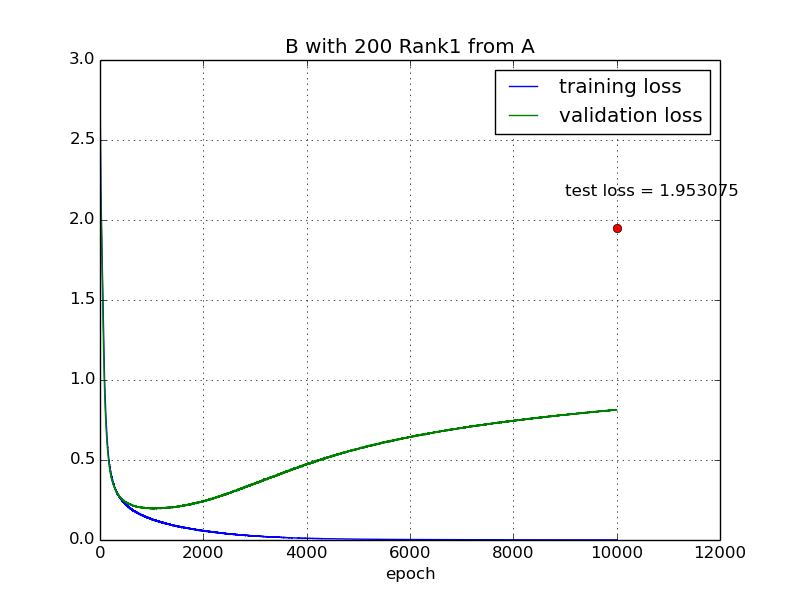 B with 200 Rank1 from A
3.0
2.5
2.0
1.5
1.0
0.5
0.0
training loss
validation loss
test loss = 1.953075
0 2000 4000 6000 8000 10000 12000
epoch